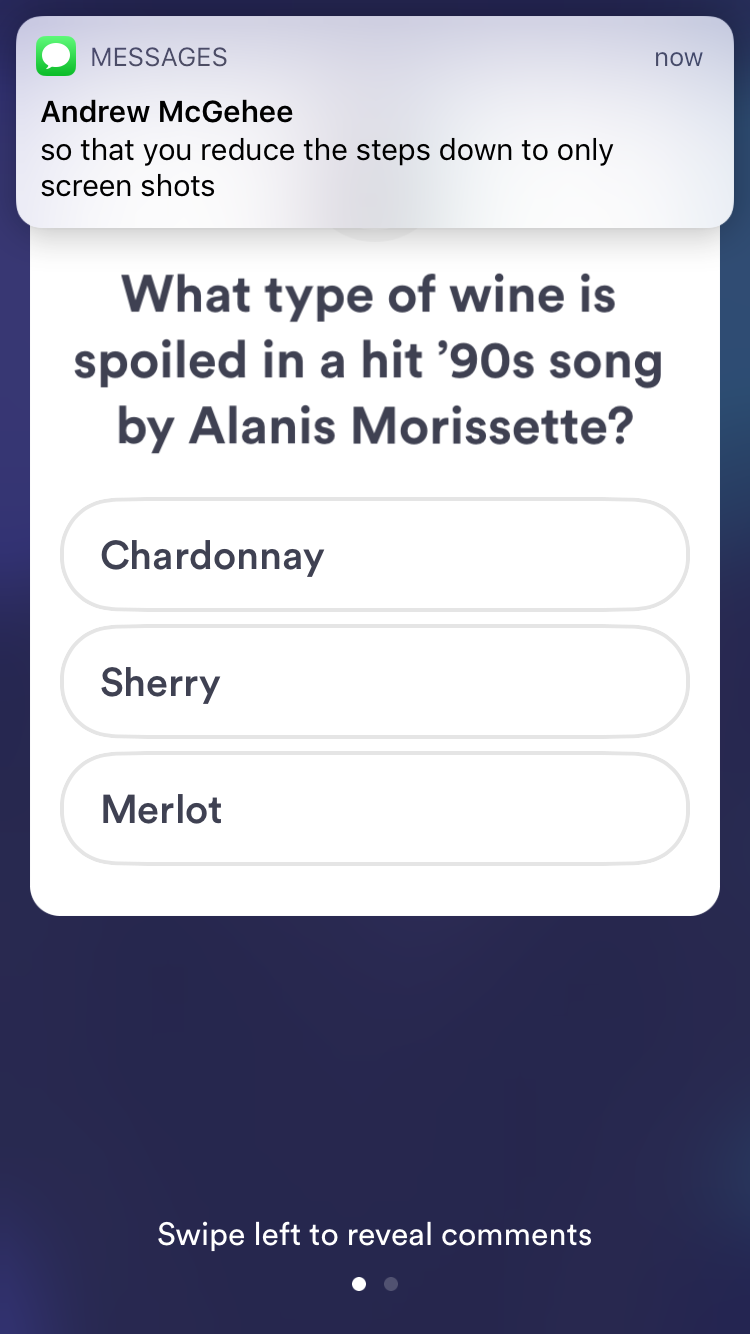 MESSAGES now
Andrew McGehee
so that you reduce the steps down to only
screen shots
What type of wine is
spoiled in a hit ’90s song
by Alanis Morissette?
Chardonnay
Sherry
Merlot
Swipe left to reveal comments